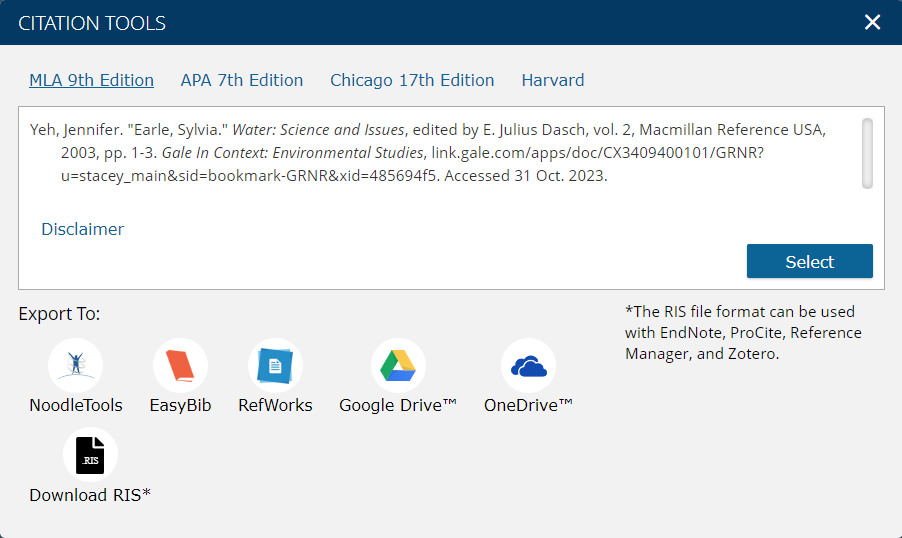 CITATION TOOLS
MLA 9th Edition APA 7th Edition Chicago 17th Edition Harvard
Yeh, Jennifer. "Earle, Sylvia." Water: Science and Issues, edited by E. Julius Dasch, vol. 2, Macmillan Reference USA,
2003, pp. 1-3. Gale In Context: Environmental Studies, link.gale.com/apps/doc/CX3409400101/GRNR?
u=stacey_main&sid=bookmark-GRNR&xid=485694f5. Accessed 31 Oct. 2023.
Disclaimer
Select
Export To:
*The RIS file format can be used
with EndNote, ProCite, Reference
Manager, and Zotero.
NoodleTools EasyBib RefWorks Google Drive™ OneDrive™
.RIS
Download RIS*